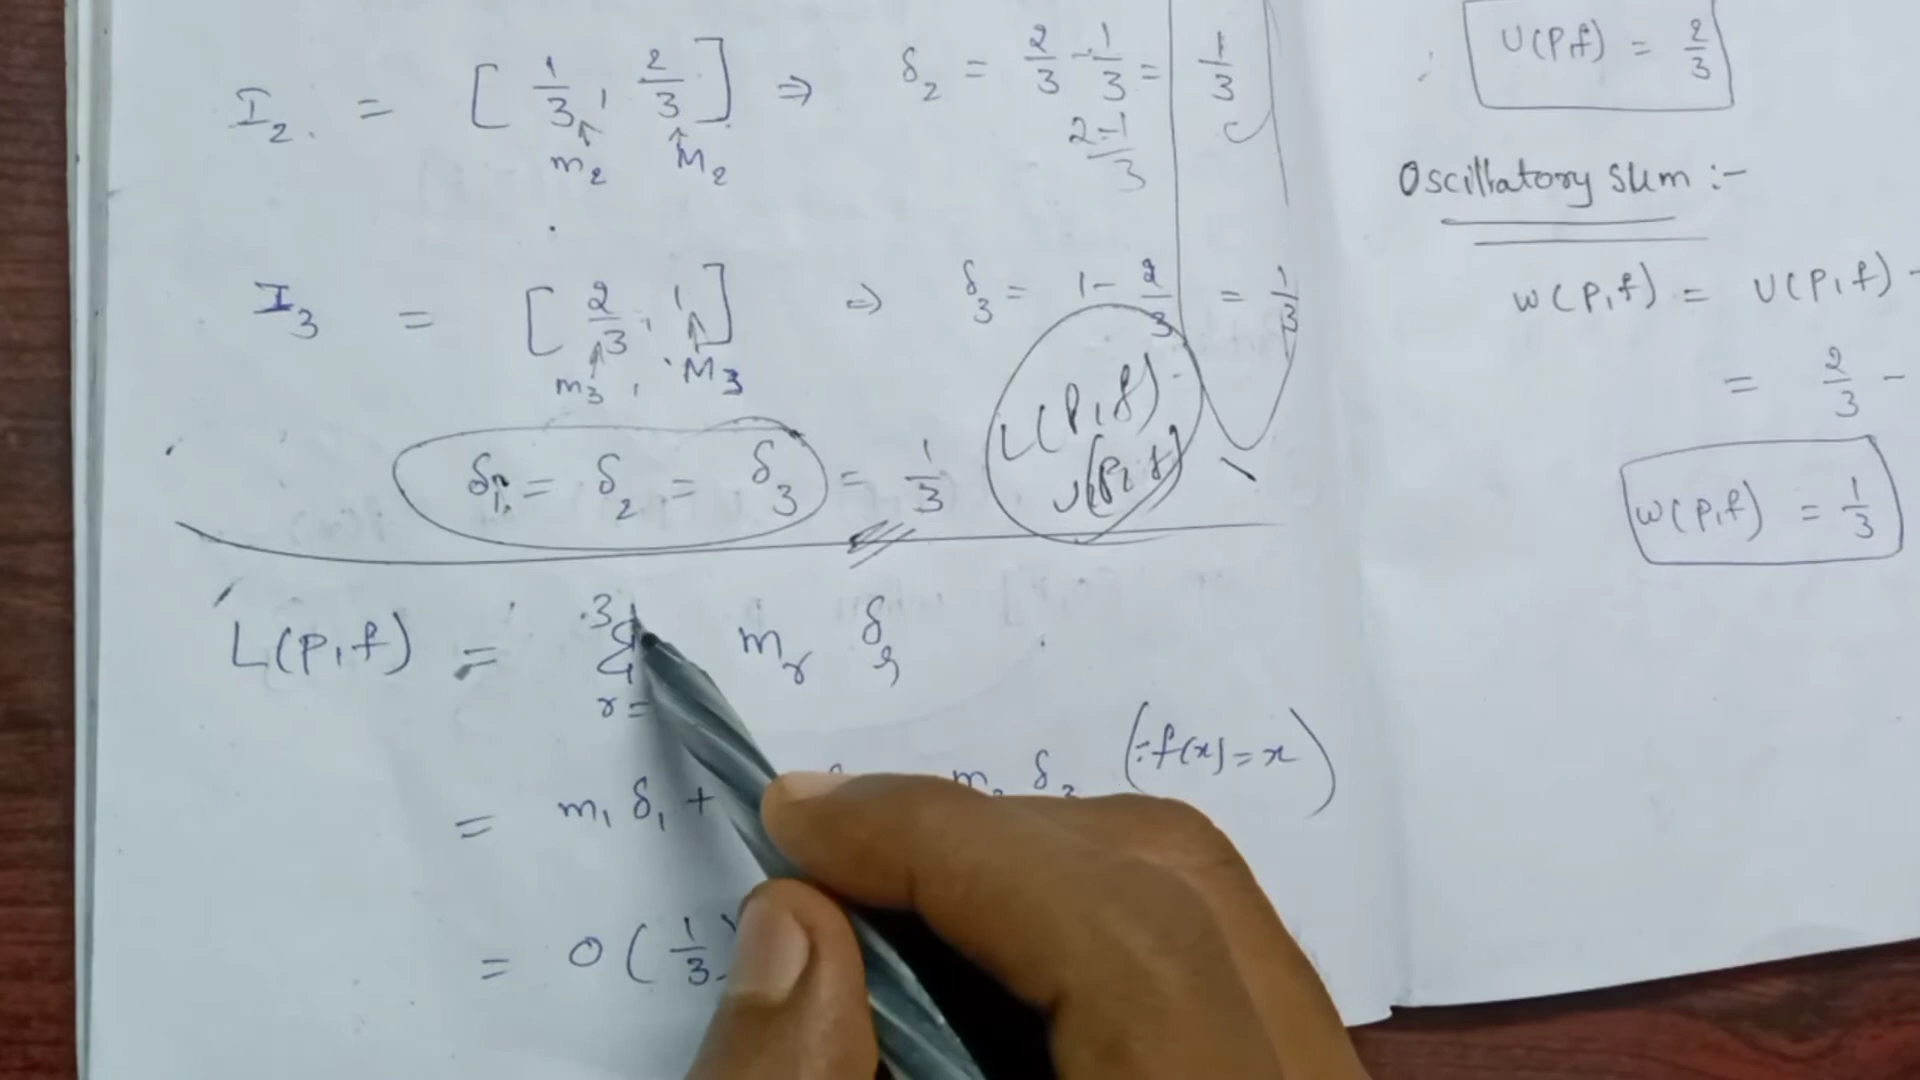 I₂ = [ 1/3 , 2/3 ] ⇒ δ₂ = 2/3 - 1/3 = 1/3
m₂ M₂
2-1/3
I₃ = [ 2/3 , 1 ] ⇒ δ₃ = 1 - 2/3 = 1/3
m₃ , M₃
L(P,f)
U(P,f)
δ₁ = δ₂ = δ₃ = 1/3
L(P,f) = 3 Σ r= mᵣ δᵣ
= m₁ δ₁ + (∵f(x)=x)
= 0 ( 1/3
U(P,f) = 2/3
Oscillatory sum :-
W(P,f) = U(P,f) -
= 2/3 -
W(P,f) = 1/3